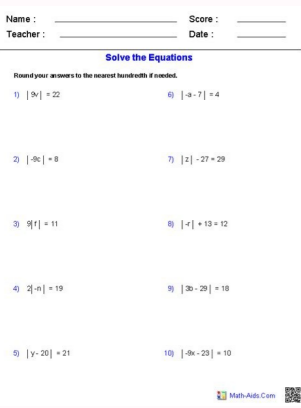 Name : Score :
Teacher : Date :
Solve the Equations
Round your answers to the nearest hundredth if needed.
1) | 9v | = 22
6) | -a - 7 | = 4
2) | -9c | = 8
7) | z | - 27 = 29
3) 9| f | = 11
8) | -r | + 13 = 12
4) 2| -n | = 19
9) | 3b - 29 | = 18
5) | y - 20 | = 21
10) | -9x - 23 | = 10
Math-Aids.Com